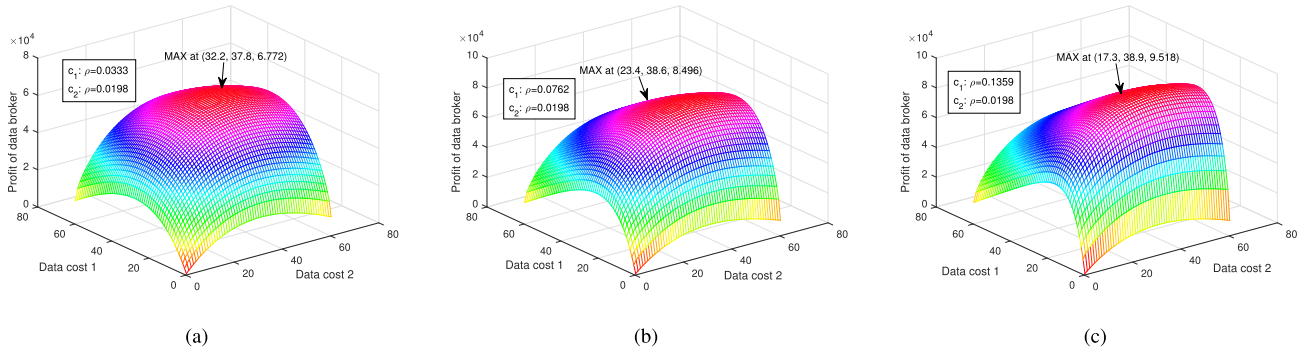 ×10⁴
8
6
4
2
0
Profit of data broker
c₁: ρ=0.0333
c₂: ρ=0.0198
MAX at (32.2, 37.8, 6.772)
80
60
40
20
0
Data cost 1
0
20
40
60
80
Data cost 2
(a)
×10⁴
10
8
6
4
2
0
Profit of data broker
c₁: ρ=0.0762
c₂: ρ=0.0198
MAX at (23.4, 38.6, 8.496)
80
60
40
20
0
Data cost 1
0
20
40
60
80
Data cost 2
(b)
×10⁴
10
8
6
4
2
0
Profit of data broker
c₁: ρ=0.1359
c₂: ρ=0.0198
MAX at (17.3, 38.9, 9.518)
80
60
40
20
0
Data cost 1
0
20
40
60
80
Data cost 2
(c)